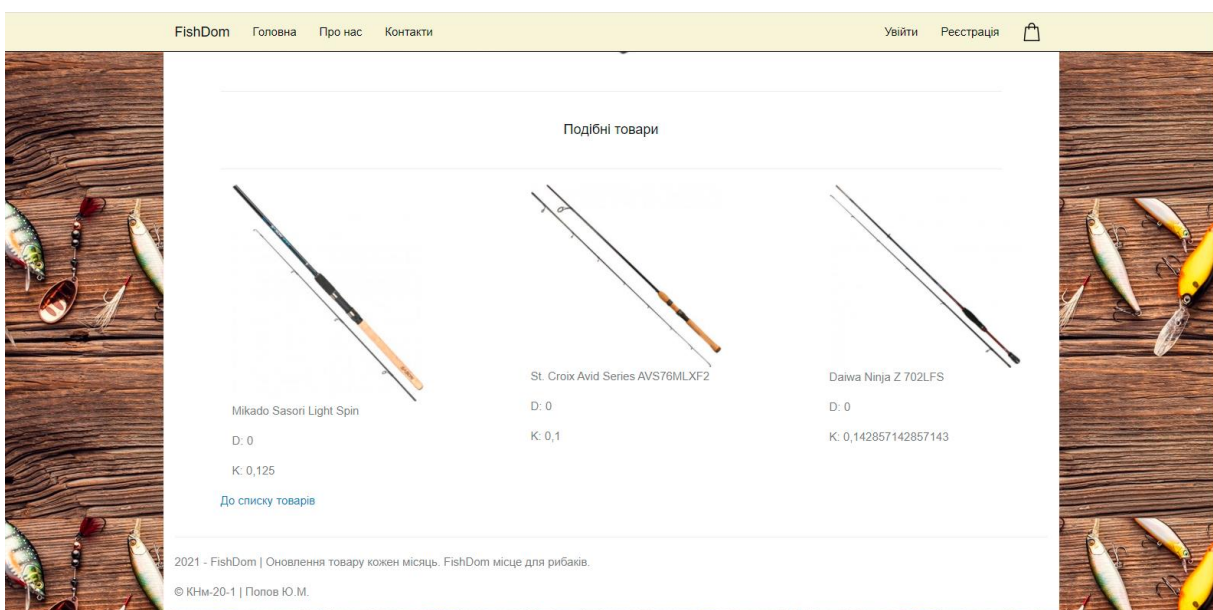 FishDom Головна Про нас Контакти Увійти Реєстрація
Подібні товари
Mikado Sasori Light Spin
D: 0
K: 0,125
St. Croix Avid Series AVS76MLXF2
D: 0
K: 0,1
Daiwa Ninja Z 702LFS
D: 0
K: 0,142857142857143
До списку товарів
2021 - FishDom | Оновлення товару кожен місяць. FishDom місце для рибаків.
© КНм-20-1 | Попов Ю.М.